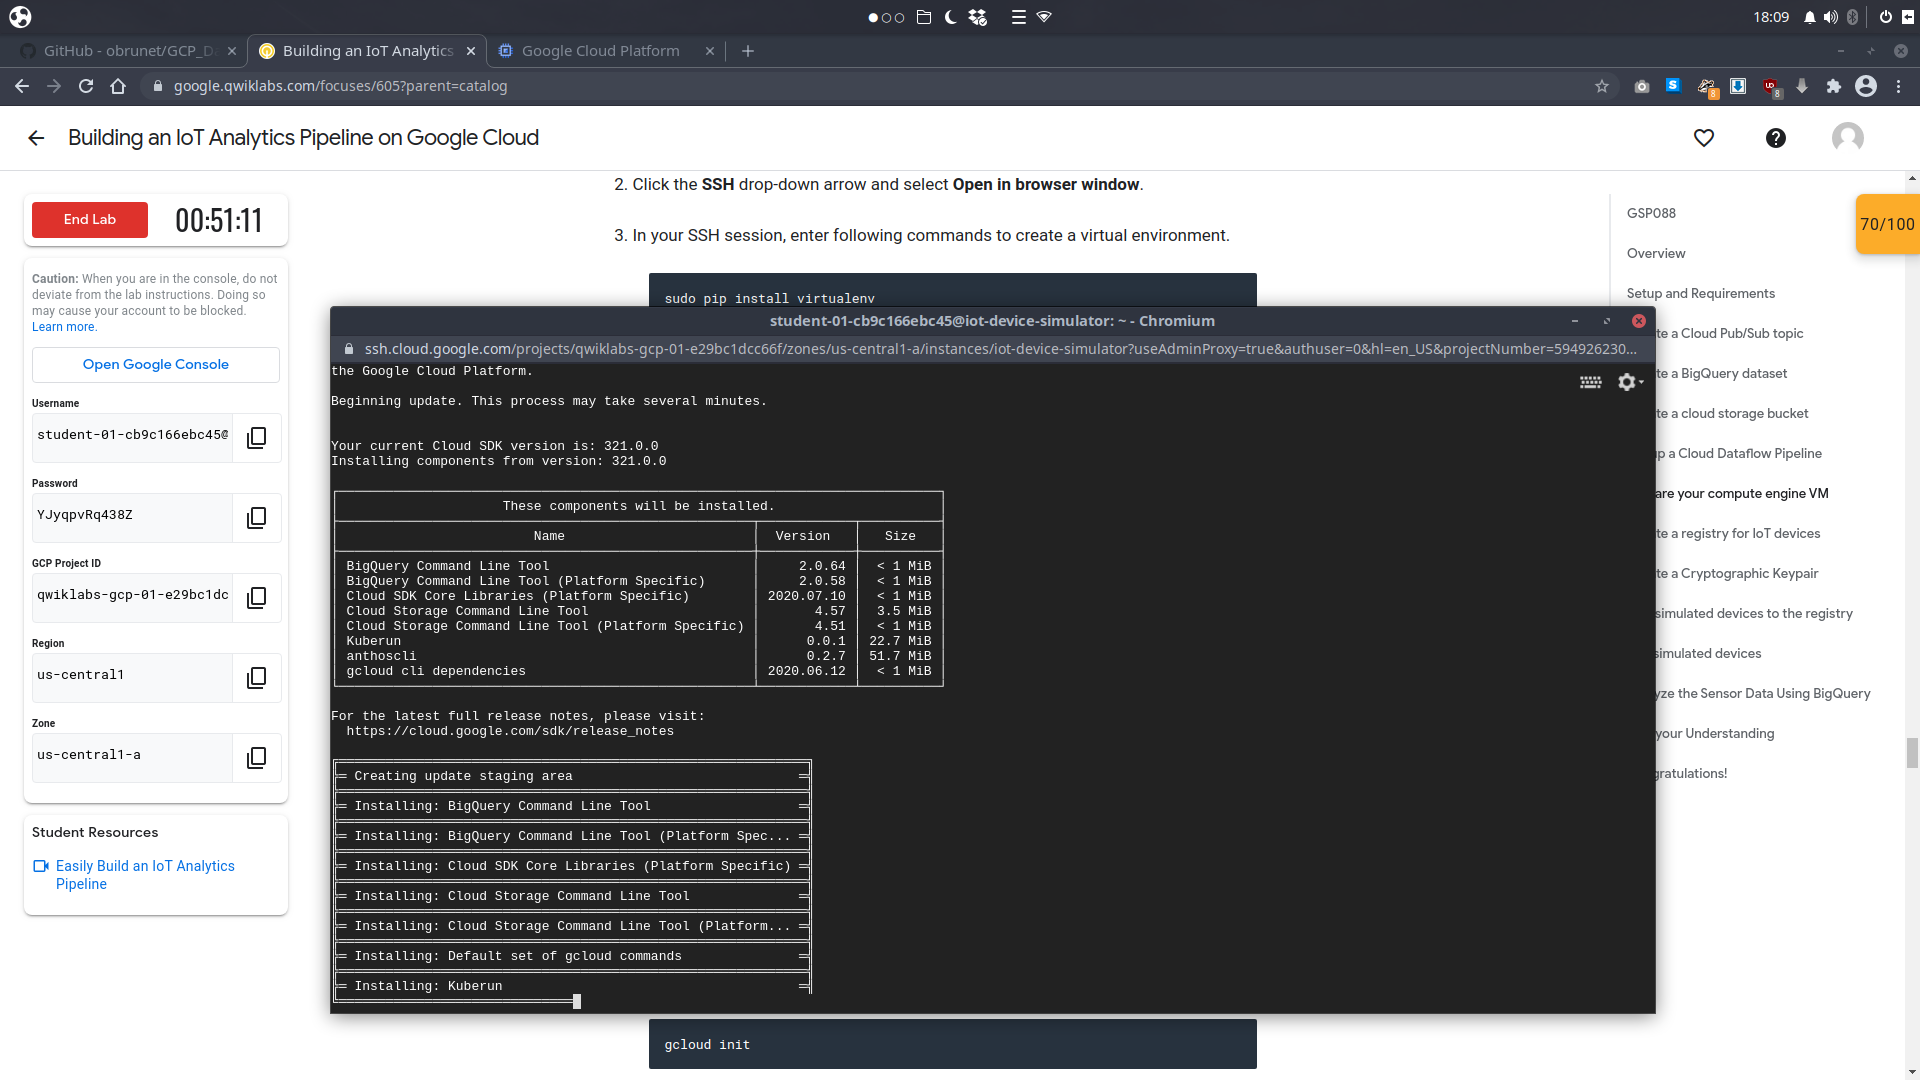 18:09
GitHub - obrunet/GCP_Da
Building an IoT Analytics
Google Cloud Platform
google.qwiklabs.com/focuses/605?parent=catalog
8
8
Building an IoT Analytics Pipeline on Google Cloud
End Lab
00:51:11
Caution: When you are in the console, do not
deviate from the lab instructions. Doing so
may cause your account to be blocked.
Learn more.
Open Google Console
Username
student-01-cb9c166ebc45@
Password
YJyqpvRq438Z
GCP Project ID
qwiklabs-gcp-01-e29bc1dc
Region
us-central1
Zone
us-central1-a
Student Resources
Easily Build an IoT Analytics
Pipeline
2. Click the SSH drop-down arrow and select Open in browser window.
3. In your SSH session, enter following commands to create a virtual environment.
sudo pip install virtualenv
student-01-cb9c166ebc45@iot-device-simulator: ~ - Chromium
ssh.cloud.google.com/projects/qwiklabs-gcp-01-e29bc1dcc66f/zones/us-central1-a/instances/iot-device-simulator?useAdminProxy=true&authuser=0&hl=en_US&projectNumber=594926230...
the Google Cloud Platform.
Beginning update. This process may take several minutes.
Your current Cloud SDK version is: 321.0.0
Installing components from version: 321.0.0
These components will be installed.
Name Version Size
BigQuery Command Line Tool 2.0.64 < 1 MiB
BigQuery Command Line Tool (Platform Specific) 2.0.58 < 1 MiB
Cloud SDK Core Libraries (Platform Specific) 2020.07.10 < 1 MiB
Cloud Storage Command Line Tool 4.57 3.5 MiB
Cloud Storage Command Line Tool (Platform Specific) 4.51 < 1 MiB
Kuberun 0.0.1 22.7 MiB
anthoscli 0.2.7 51.7 MiB
gcloud cli dependencies 2020.06.12 < 1 MiB
For the latest full release notes, please visit:
https://cloud.google.com/sdk/release_notes
Creating update staging area
Installing: BigQuery Command Line Tool
Installing: BigQuery Command Line Tool (Platform Spec...
Installing: Cloud SDK Core Libraries (Platform Specific)
Installing: Cloud Storage Command Line Tool
Installing: Cloud Storage Command Line Tool (Platform...
Installing: Default set of gcloud commands
Installing: Kuberun
gcloud init
GSP088
70/100
Overview
Setup and Requirements
te a Cloud Pub/Sub topic
te a BigQuery dataset
te a cloud storage bucket
p a Cloud Dataflow Pipeline
are your compute engine VM
te a registry for IoT devices
te a Cryptographic Keypair
simulated devices to the registry
simulated devices
yze the Sensor Data Using BigQuery
your Understanding
gratulations!